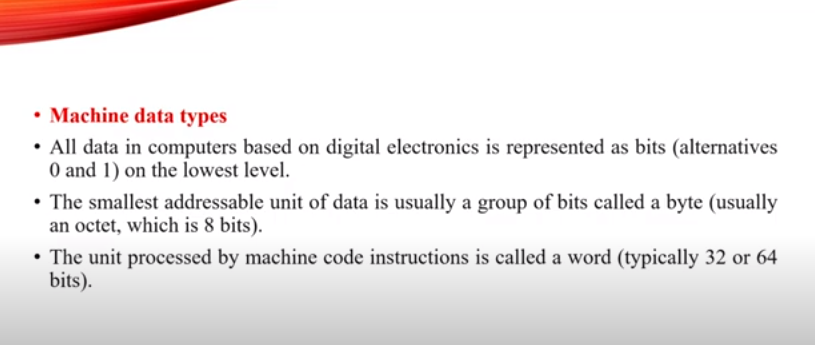 • Machine data types
• All data in computers based on digital electronics is represented as bits (alternatives
0 and 1) on the lowest level.
• The smallest addressable unit of data is usually a group of bits called a byte (usually
an octet, which is 8 bits).
• The unit processed by machine code instructions is called a word (typically 32 or 64
bits).